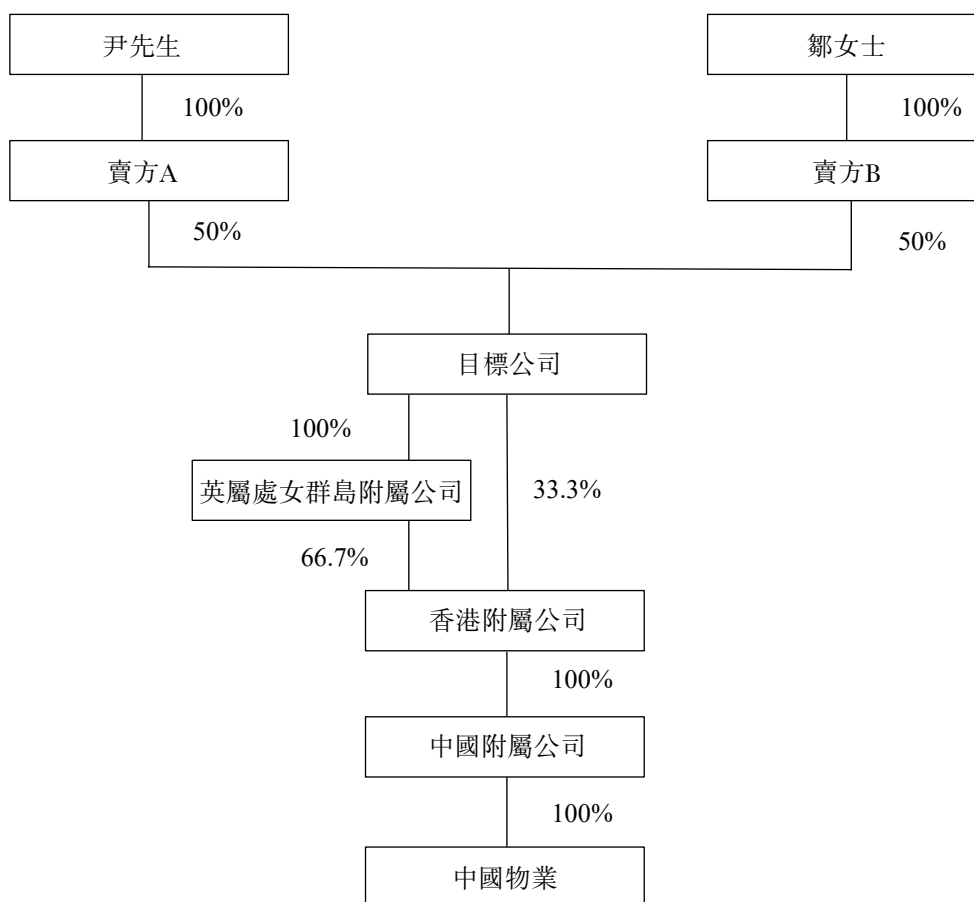 尹先生
鄒女士
100%
100%
賣方A
賣方B
50%
50%
目標公司
100%
英屬處女群島附屬公司
33.3%
66.7%
香港附屬公司
100%
中國附屬公司
100%
中國物業